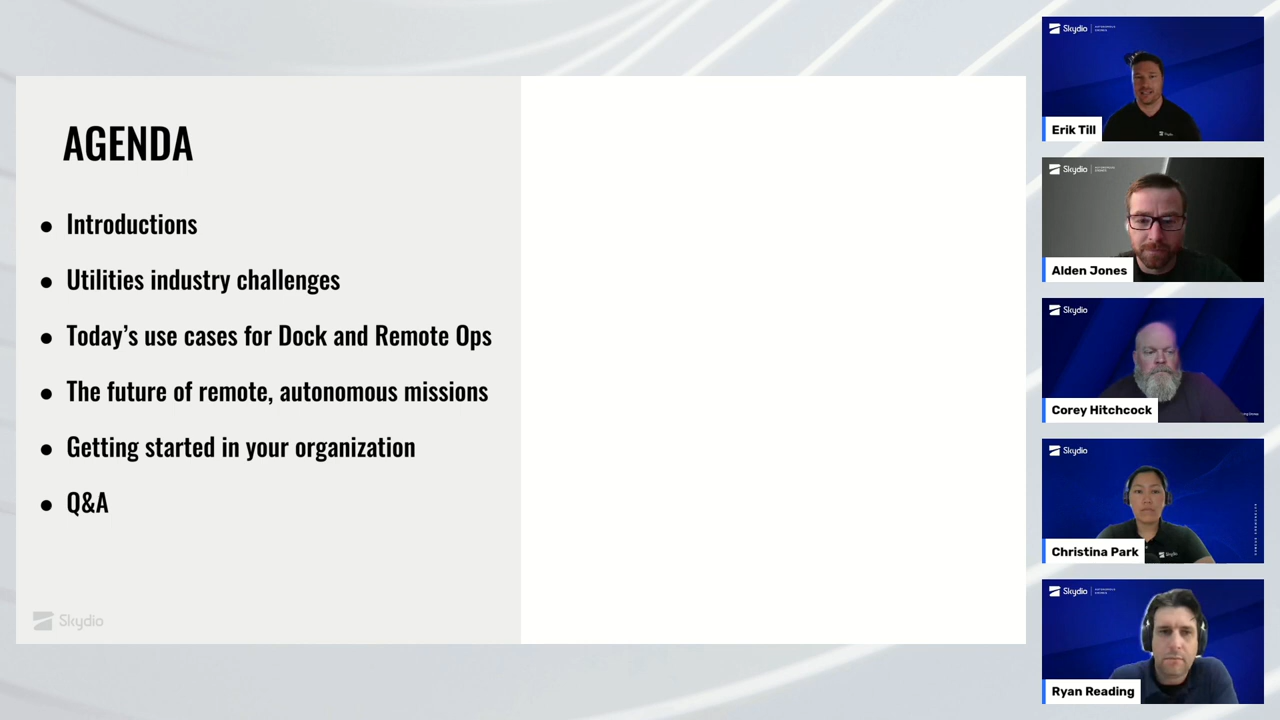 AGENDA
● Introductions
● Utilities industry challenges
● Today's use cases for Dock and Remote Ops
● The future of remote, autonomous missions
● Getting started in your organization
● Q&A
Skydio
Skydio
Erik Till
Skydio
Alden Jones
Skydio
Corey Hitchcock
Skydio
Christina Park
Skydio
Ryan Reading